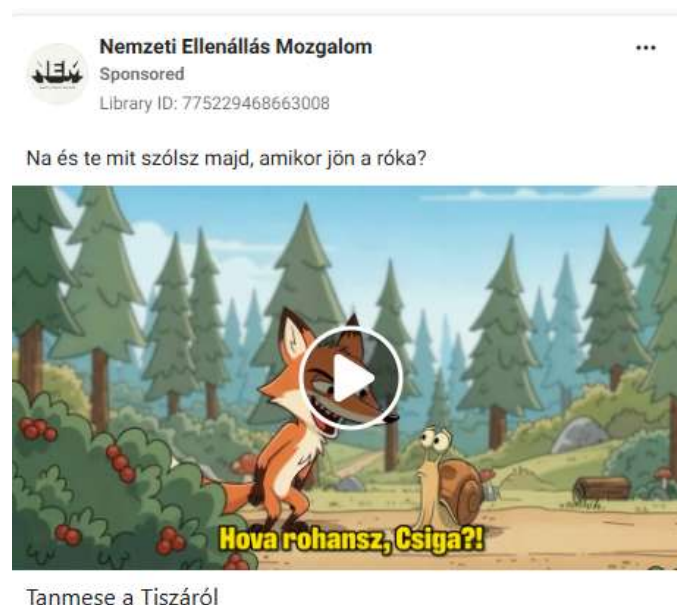 Nemzeti Ellenállás Mozgalom
Sponsored
Library ID: 775229468663008
NEM
Na és te mit szólsz majd, amikor jön a róka?
Hova rohansz, Csiga?!
Tanmese a Tiszáról